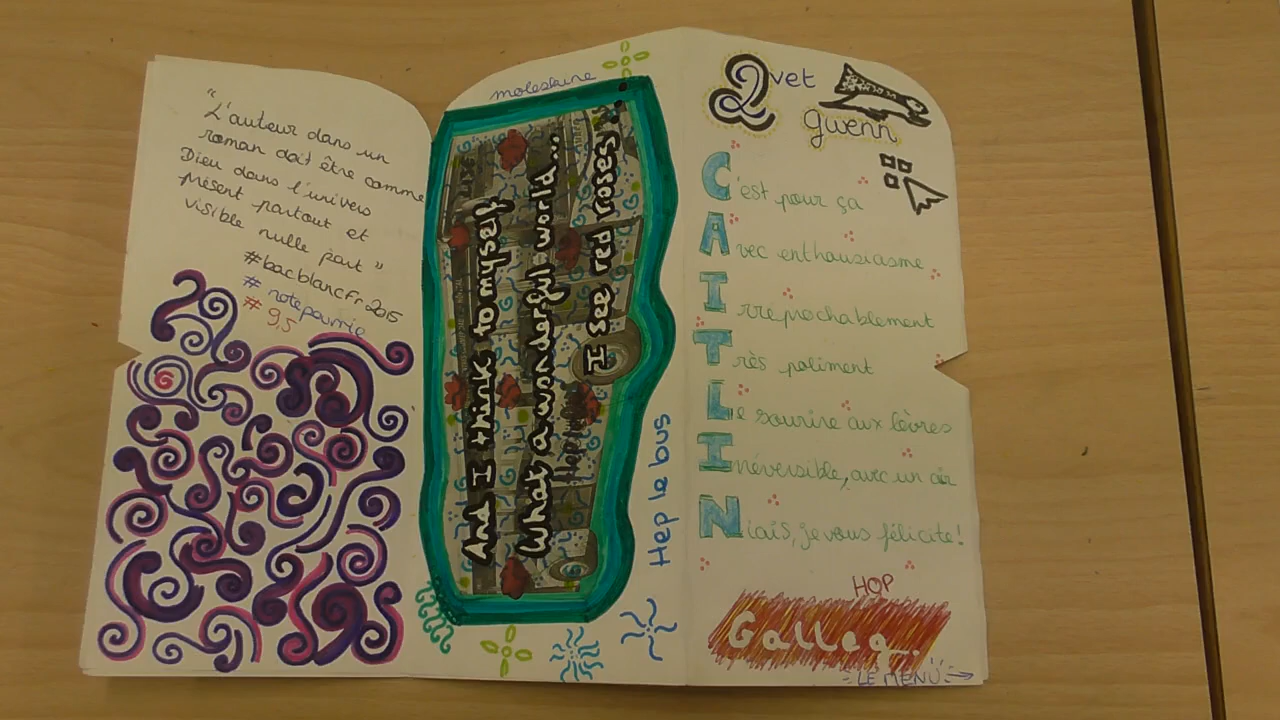 “
L'auteur dans un
roman doit être comme
Dieu dans l'univers
présent partout et
visible nulle part ”
#bacblancfr2015
# notepourrie
# 9,5
moleskine
And I think to myself
What a wonderful world...
I see red roses
Hep le bus
2vet
gwenn
C'est pour ça
Avec enthousiasme
Irréprochablement
Très poliment
Le sourire aux lèvres
Inéversible, avec un air
Niais, je vous félicite!
HOP
Gallea.
LE MENU →